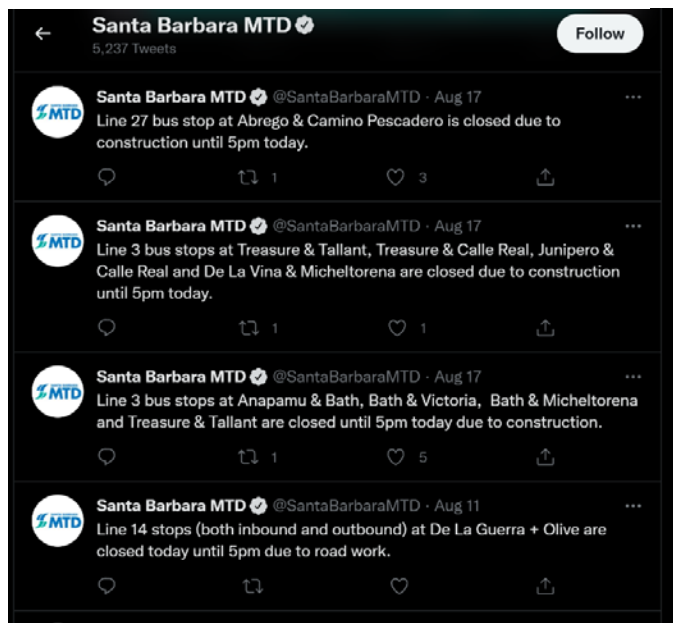 Santa Barbara MTD
5,237 Tweets
Follow
Santa Barbara MTD @SantaBarbaraMTD · Aug 17
MTD
Line 27 bus stop at Abrego & Camino Pescadero is closed due to
construction until 5pm today.
1
3
Santa Barbara MTD @SantaBarbaraMTD · Aug 17
MTD
Line 3 bus stops at Treasure & Tallant, Treasure & Calle Real, Junipero &
Calle Real and De La Vina & Micheltorena are closed due to construction
until 5pm today.
1
1
Santa Barbara MTD @SantaBarbaraMTD · Aug 17
MTD
Line 3 bus stops at Anapamu & Bath, Bath & Victoria, Bath & Micheltorena
and Treasure & Tallant are closed until 5pm today due to construction.
1
5
Santa Barbara MTD @SantaBarbaraMTD · Aug 11
MTD
Line 14 stops (both inbound and outbound) at De La Guerra + Olive are
closed today until 5pm due to road work.